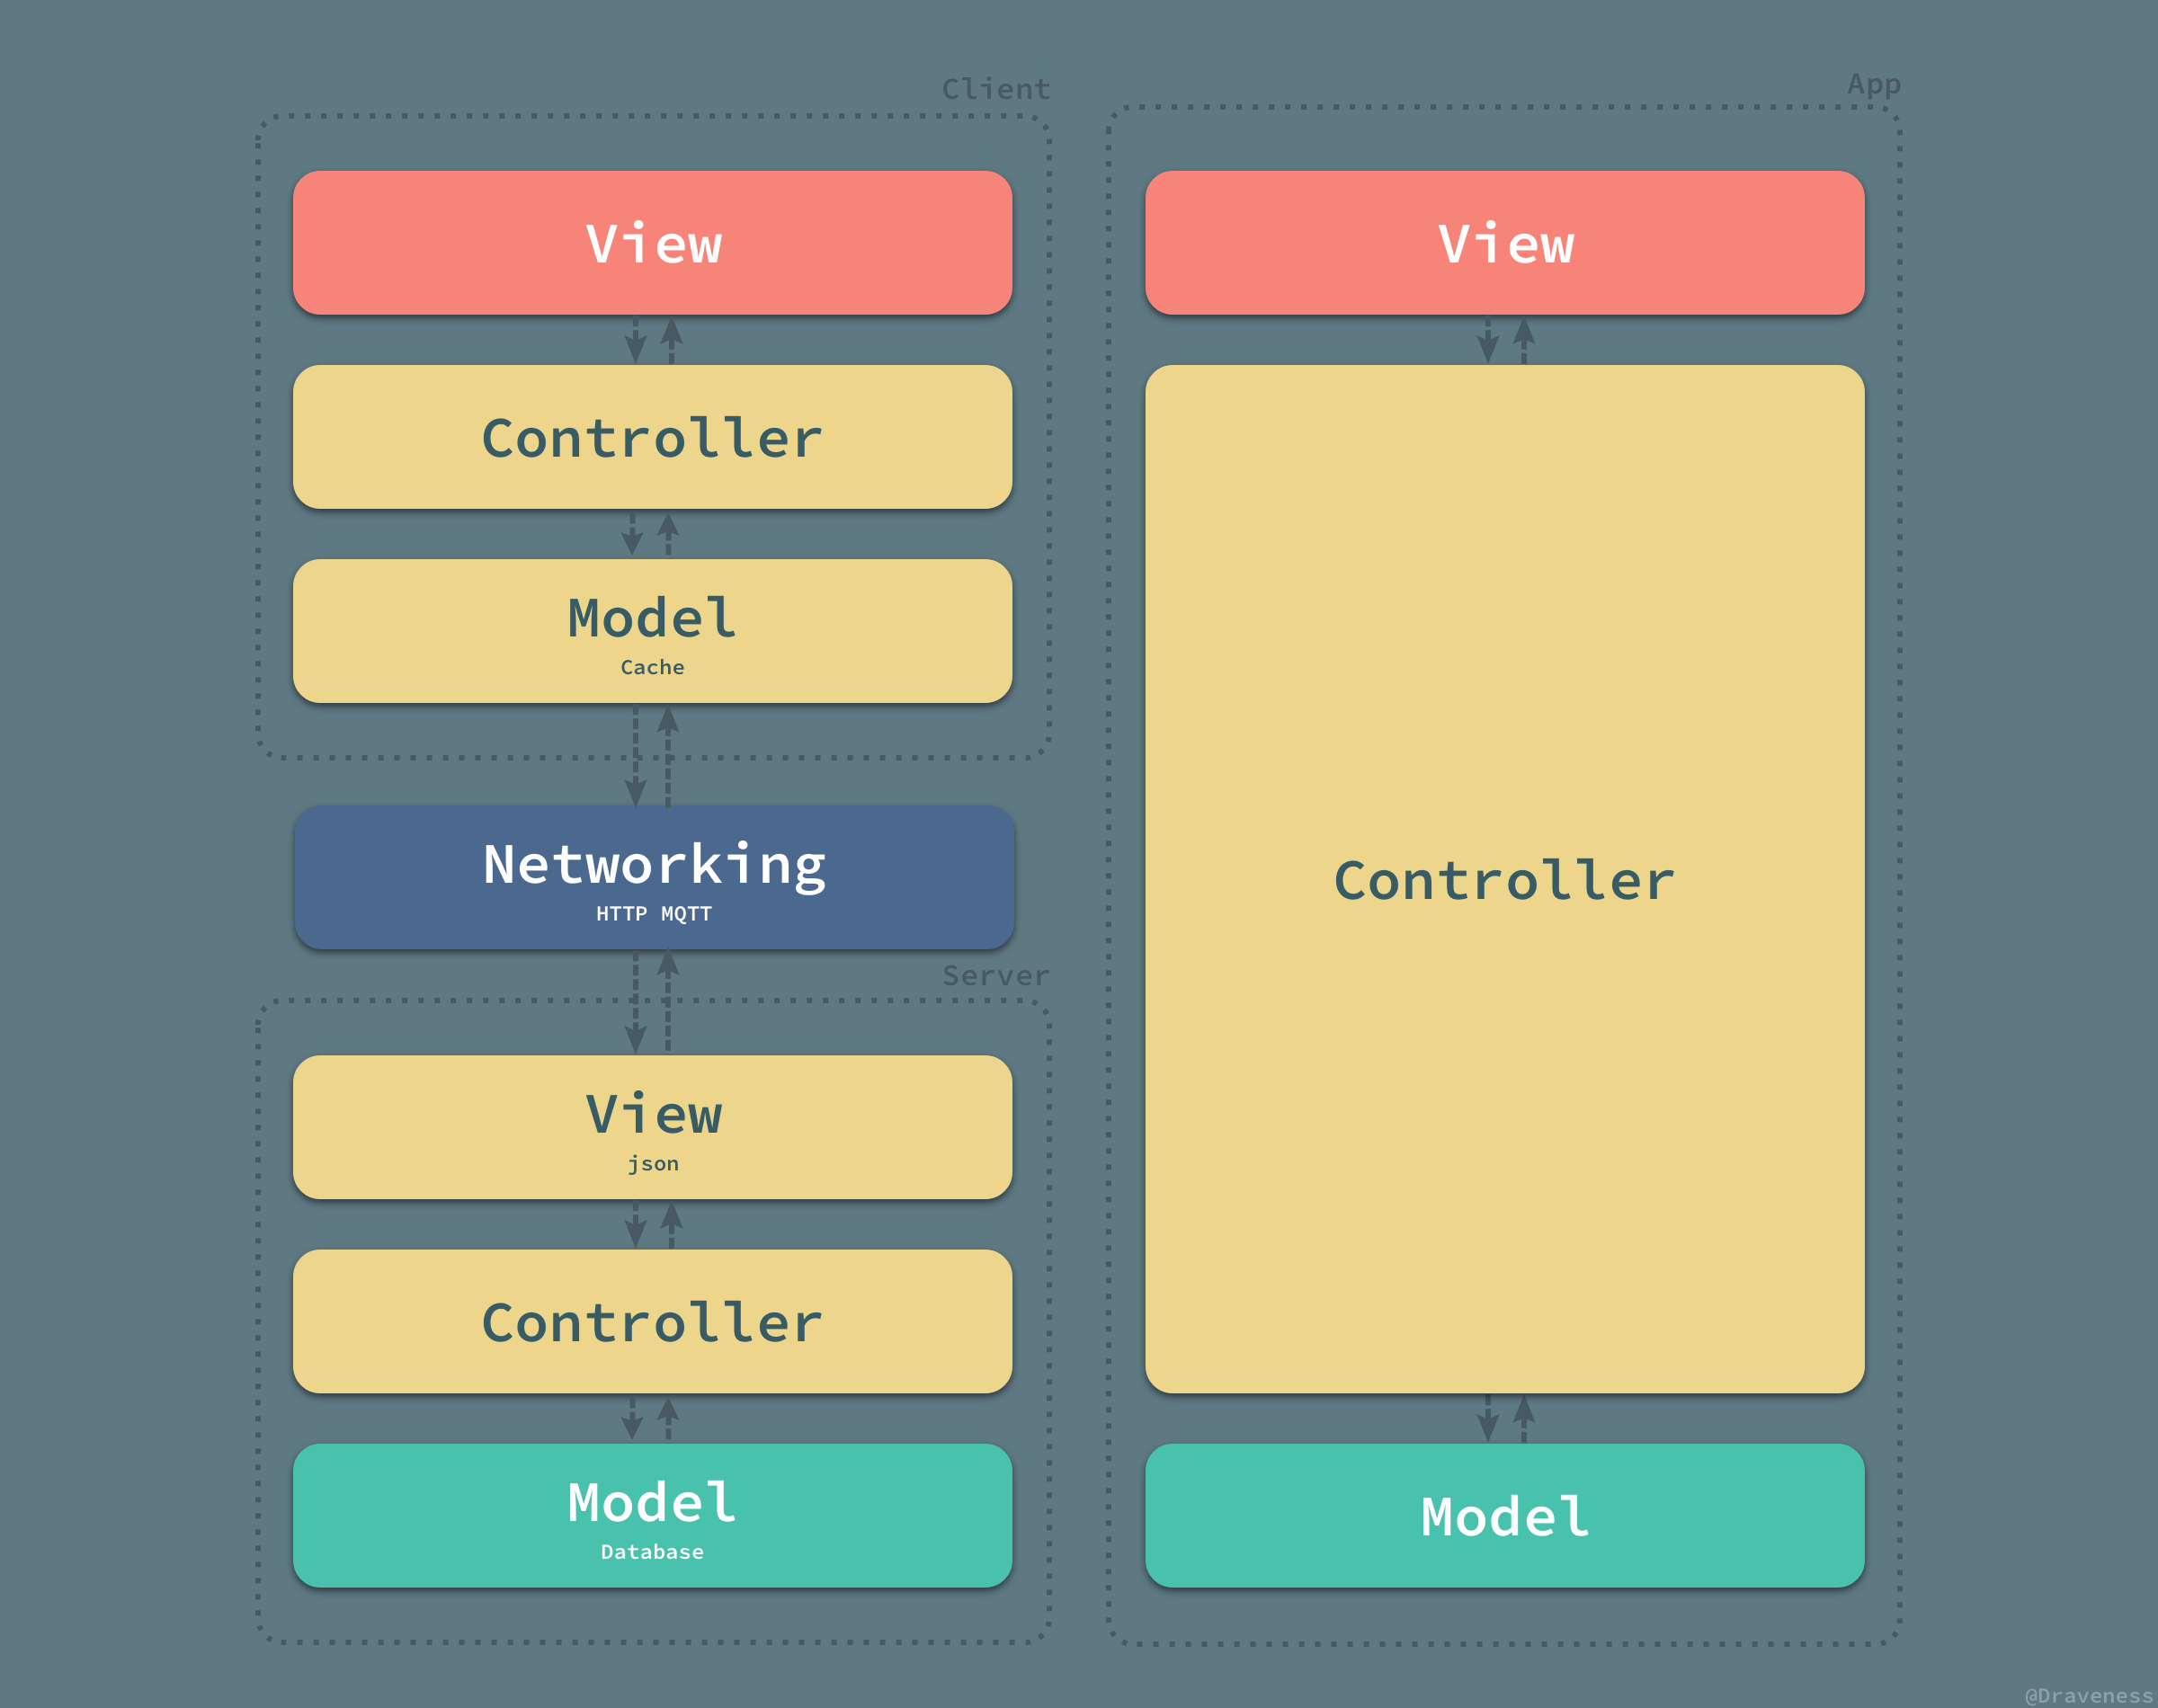 Client
View
Controller
Model
Cache
Networking
HTTP MQTT
Server
View
json
Controller
Model
Database
App
View
Controller
Model
@Draveness